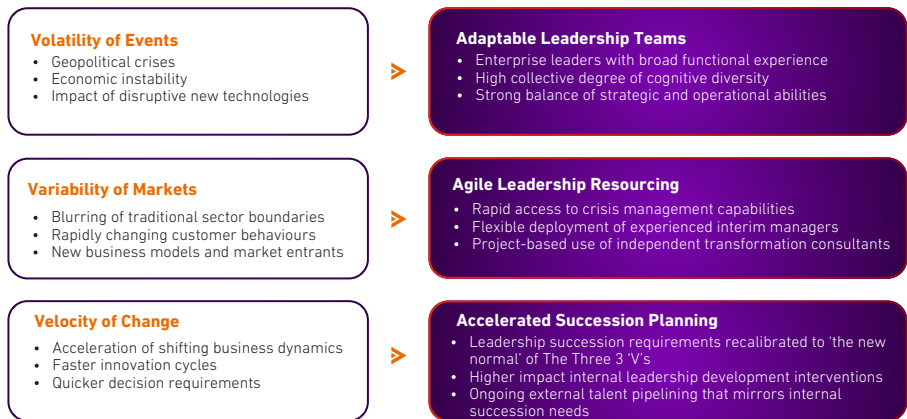 Volatility of Events
• Geopolitical crises
• Economic instability
• Impact of disruptive new technologies
Adaptable Leadership Teams
• Enterprise leaders with broad functional experience
• High collective degree of cognitive diversity
• Strong balance of strategic and operational abilities
Variability of Markets
• Blurring of traditional sector boundaries
• Rapidly changing customer behaviours
• New business models and market entrants
Agile Leadership Resourcing
• Rapid access to crisis management capabilities
• Flexible deployment of experienced interim managers
• Project-based use of independent transformation consultants
Velocity of Change
• Acceleration of shifting business dynamics
• Faster innovation cycles
• Quicker decision requirements
Accelerated Succession Planning
• Leadership succession requirements recalibrated to ‘the new
normal’ of The Three 3 ‘V’s
• Higher impact internal leadership development interventions
• Ongoing external talent pipelining that mirrors internal
succession needs